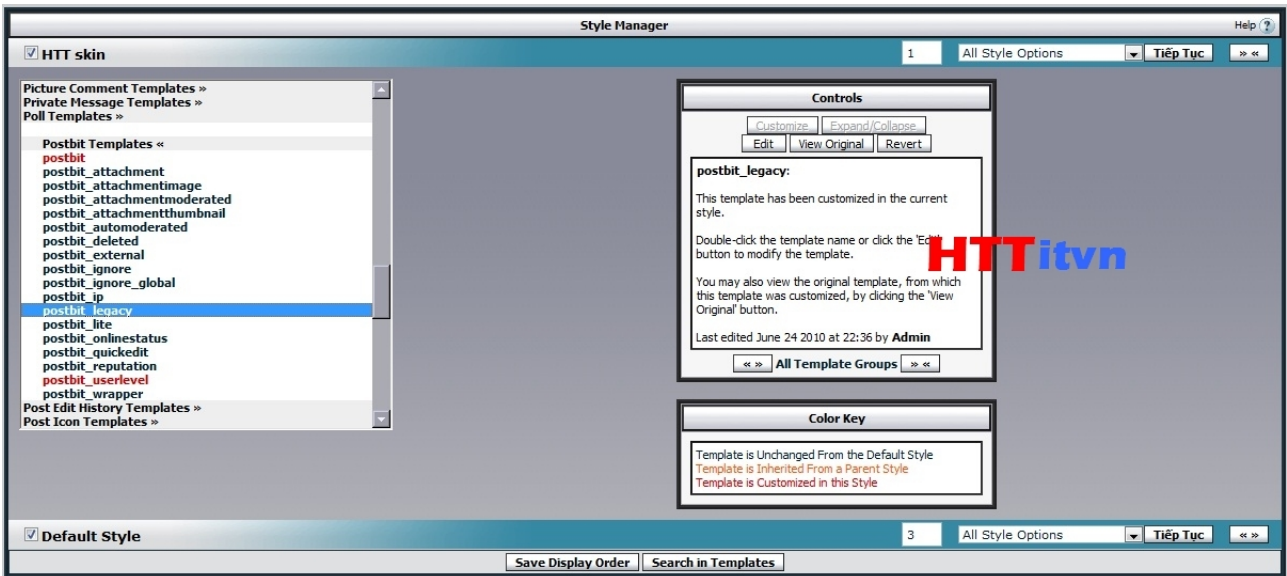 Style Manager
Help ?
HTT skin
1
All Style Options
Tiếp Tục
» «
Picture Comment Templates »
Private Message Templates »
Poll Templates »
Postbit Templates «
postbit
postbit_attachment
postbit_attachmentimage
postbit_attachmentmoderated
postbit_attachmentthumbnail
postbit_automoderated
postbit_deleted
postbit_external
postbit_ignore
postbit_ignore_global
postbit_ip
postbit_legacy
postbit_lite
postbit_onlinestatus
postbit_quickedit
postbit_reputation
postbit_userlevel
postbit_wrapper
Post Edit History Templates »
Post Icon Templates »
Controls
Customize Expand/Collapse
Edit View Original Revert
postbit_legacy:
This template has been customized in the current
style.
Double-click the template name or click the 'Edit'
button to modify the template.
You may also view the original template, from which
this template was customized, by clicking the 'View
Original' button.
Last edited June 24 2010 at 22:36 by Admin
« » All Template Groups » «
HTTitvn
Color Key
Template is Unchanged From the Default Style
Template is Inherited From a Parent Style
Template is Customized in this Style
Default Style
3
All Style Options
Tiếp Tục
« »
Save Display Order Search in Templates